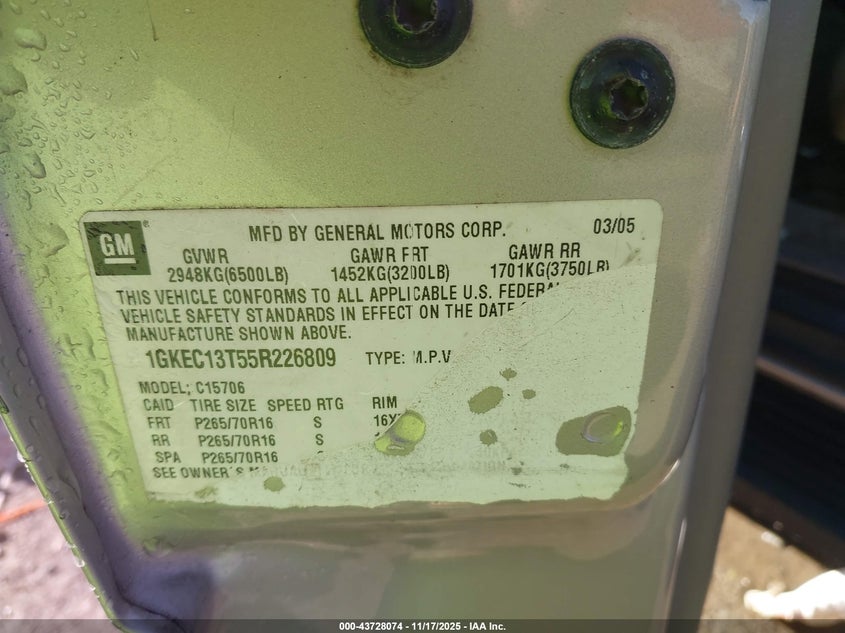 GM
MFD BY GENERAL MOTORS CORP. 03/05
GVWR GAWR FRT GAWR RR
2948KG(6500LB) 1452KG(3200LB) 1701KG(3750LB)
THIS VEHICLE CONFORMS TO ALL APPLICABLE U.S. FEDERAL
VEHICLE SAFETY STANDARDS IN EFFECT ON THE DATE
MANUFACTURE SHOWN ABOVE.
1GKEC13T55R226809 TYPE: M.P.V
MODEL: C15706
CAID TIRE SIZE SPEED RTG RIM
FRT P265/70R16 S
RR P265/70R16 S
SPA P265/70R16 S
SEE OWNER'S
000-43728074 — 11/17/2025 - IAA Inc.